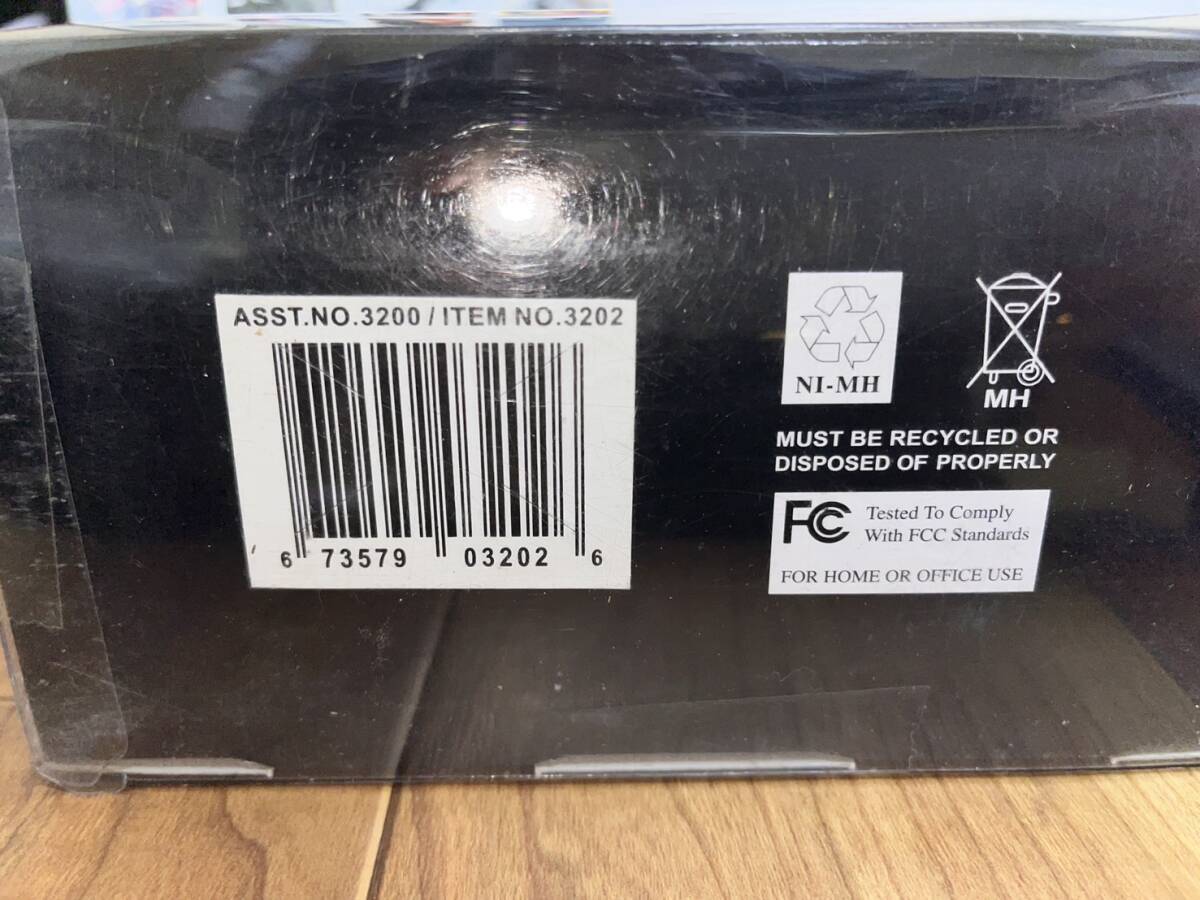 ASST.NO.3200 / ITEM NO.3202
6 73579 03202 6
NI-MH
MH
MUST BE RECYCLED OR
DISPOSED OF PROPERLY
FC Tested To Comply
With FCC Standards
FOR HOME OR OFFICE USE